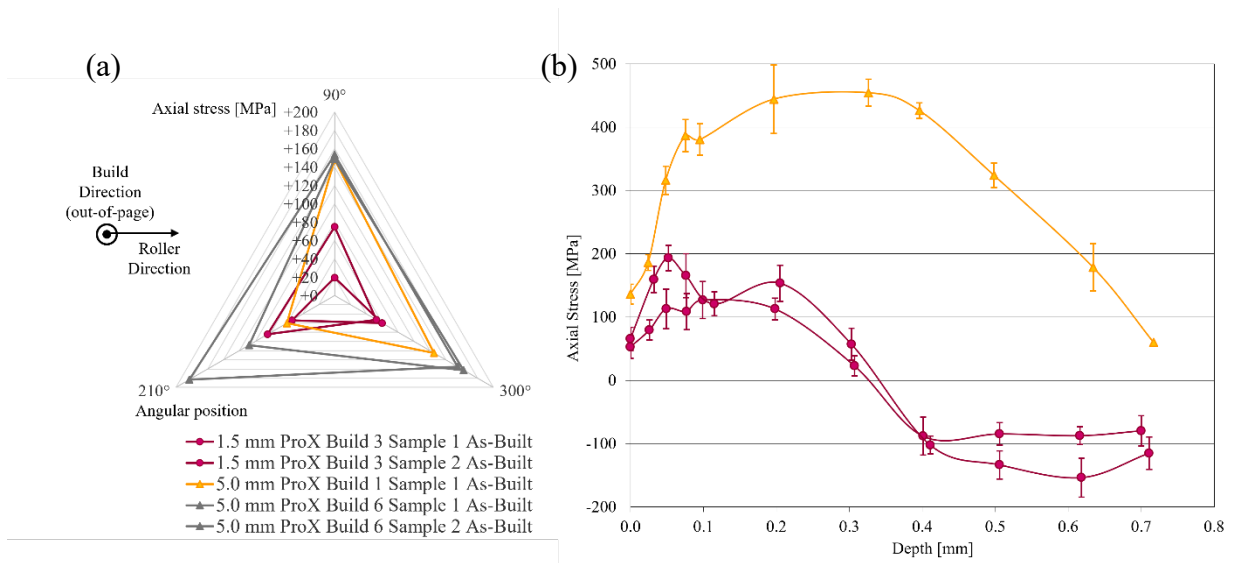 (a)
Axial stress [MPa]
90°
+200
+180
+160
+140
+120
+100
+80
+60
+40
+20
+0
Build
Direction
(out-of-page)
Roller
Direction
210°
300°
Angular position
1.5 mm ProX Build 3 Sample 1 As-Built
1.5 mm ProX Build 3 Sample 2 As-Built
5.0 mm ProX Build 1 Sample 1 As-Built
5.0 mm ProX Build 6 Sample 1 As-Built
5.0 mm ProX Build 6 Sample 2 As-Built
(b)
Axial Stress [MPa]
500
400
300
200
100
0
-100
-200
0.0 0.1 0.2 0.3 0.4 0.5 0.6 0.7 0.8
Depth [mm]